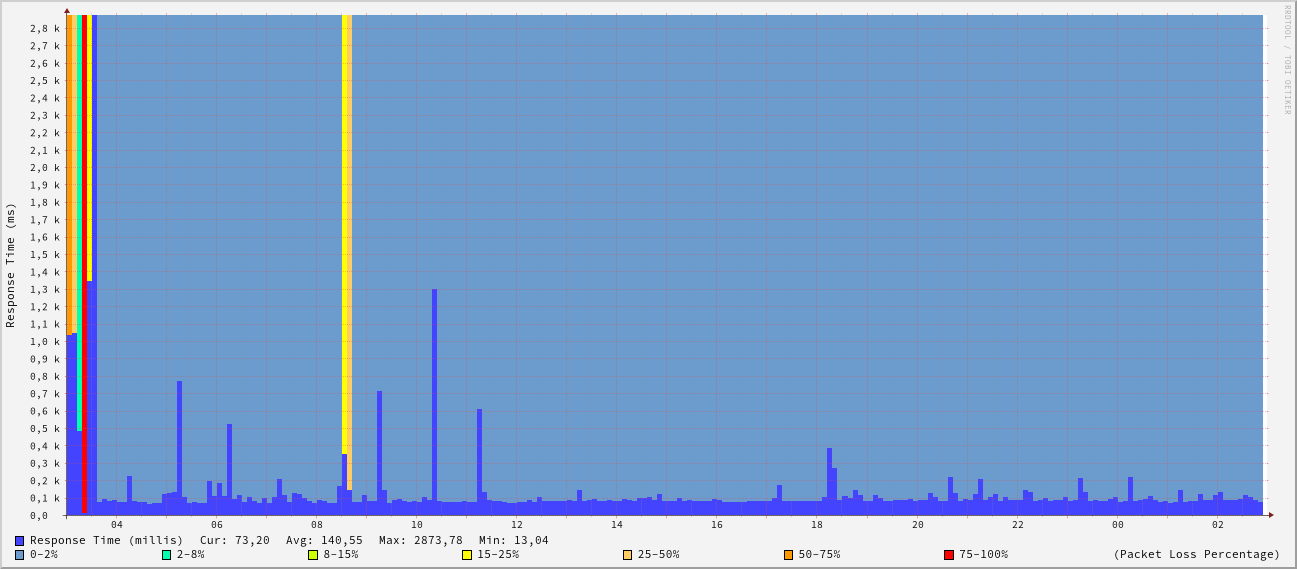 RRDTOOL / TOBI OETIKER
Response Time (ms)
2,8 k
2,7 k
2,6 k
2,5 k
2,4 k
2,3 k
2,2 k
2,1 k
2,0 k
1,9 k
1,8 k
1,7 k
1,6 k
1,5 k
1,4 k
1,3 k
1,2 k
1,1 k
1,0 k
0,9 k
0,8 k
0,7 k
0,6 k
0,5 k
0,4 k
0,3 k
0,2 k
0,1 k
0,0
04 06 08 10 12 14 16 18 20 22 00 02
Response Time (millis) Cur: 73,20 Avg: 140,55 Max: 2873,78 Min: 13,04
0-2% 2-8% 8-15% 15-25% 25-50% 50-75% 75-100% (Packet Loss Percentage)